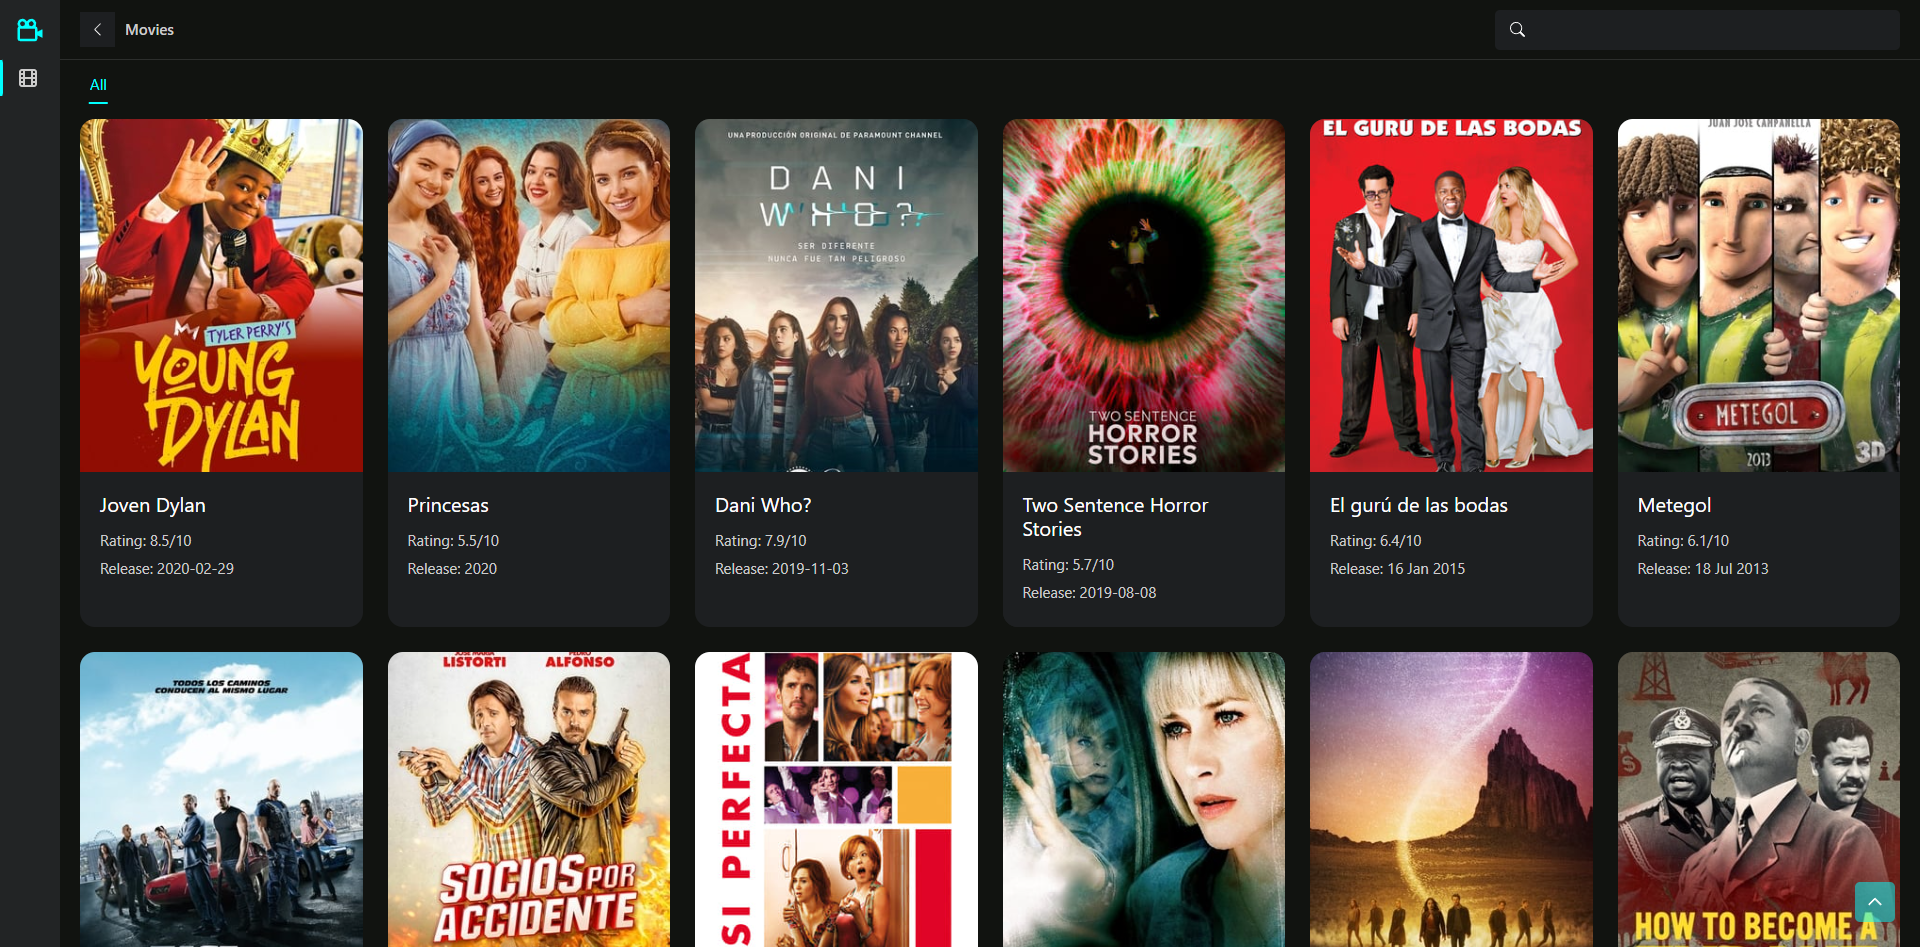 Movies
All
TYLER PERRY'S
YOUNG
DYLAN
UNA PRODUCCIÓN ORIGINAL DE PARAMOUNT CHANNEL
DANI
WHO?
SER DIFERENTE
NUNCA FUE TAN PELIGROSO
TWO SENTENCE
HORROR
STORIES
EL GURÚ DE LAS BODAS
JUAN JOSE CAMPANELLA
METEGOL
2013
3D
Joven Dylan
Rating: 8.5/10
Release: 2020-02-29
Princesas
Rating: 5.5/10
Release: 2020
Dani Who?
Rating: 7.9/10
Release: 2019-11-03
Two Sentence Horror
Stories
Rating: 5.7/10
Release: 2019-08-08
El gurú de las bodas
Rating: 6.4/10
Release: 16 Jan 2015
Metegol
Rating: 6.1/10
Release: 18 Jul 2013
TODOS LOS CAMINOS
CONDUCEN AL MISMO LUGAR
LISTORTI
ALFONSO
SOCIOS POR
ACCIDENTE
SI PERFECTA
HOW TO BECOME A